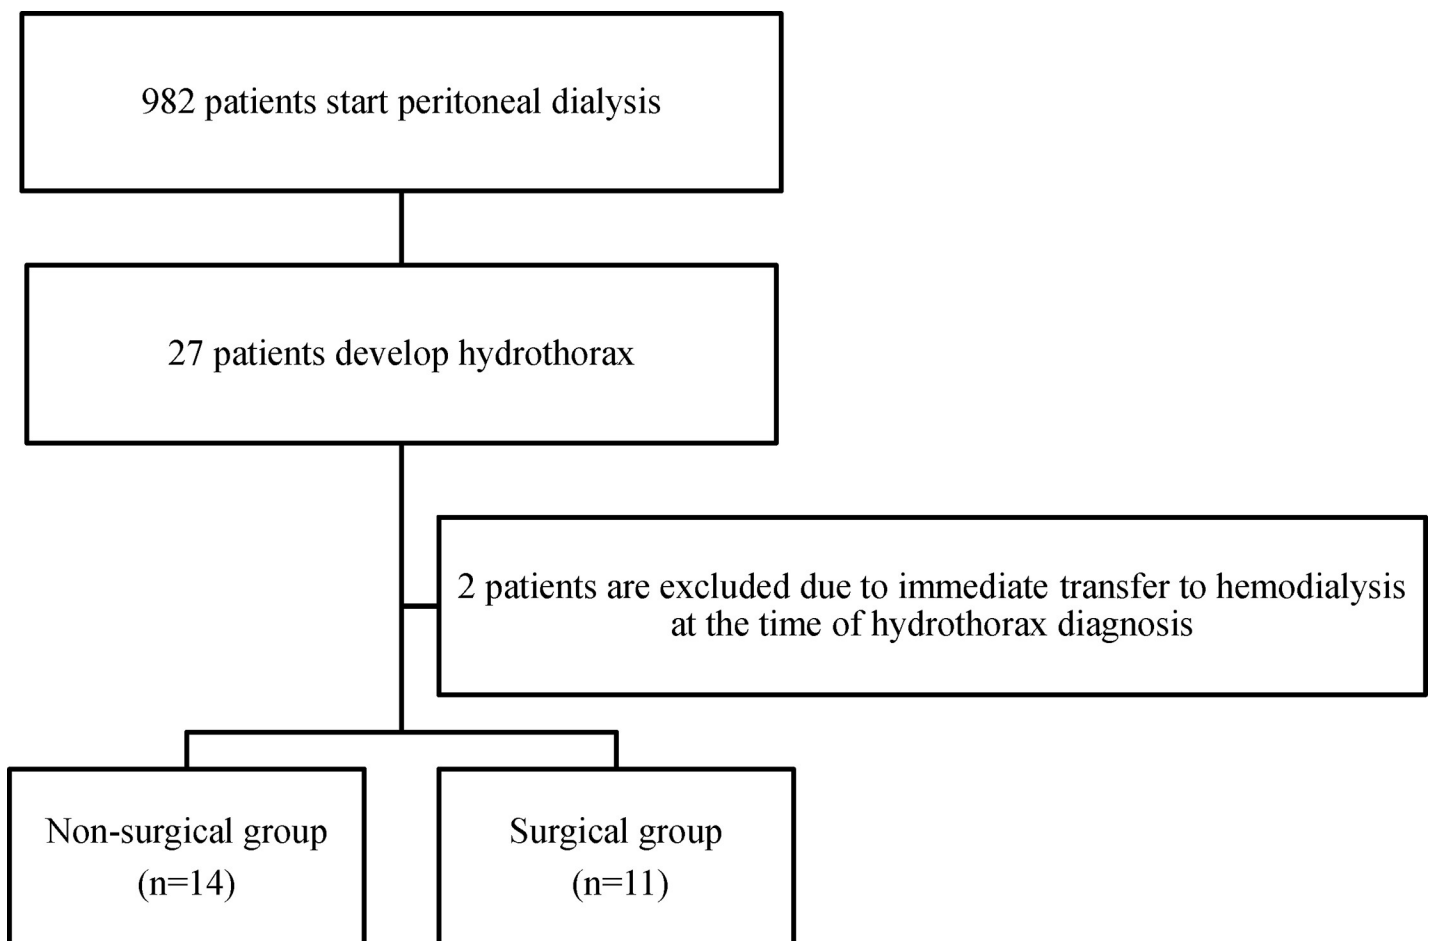 982 patients start peritoneal dialysis
27 patients develop hydrothorax
2 patients are excluded due to immediate transfer to hemodialysis
at the time of hydrothorax diagnosis
Non-surgical group
(n=14)
Surgical group
(n=11)